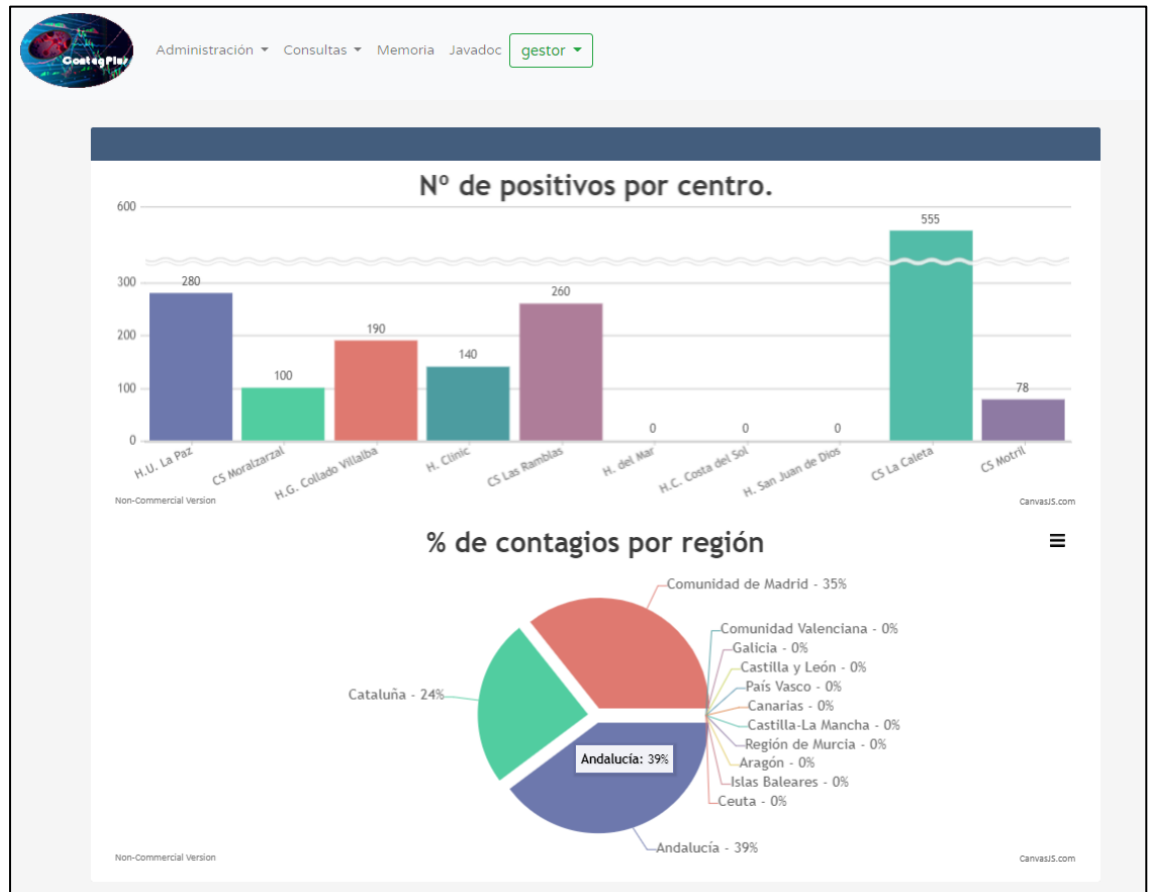 ContagPlus
Administración Consultas Memoria Javadoc gestor
Nº de positivos por centro.
600
300
200
100
0
280
100
190
140
260
0
0
0
555
78
H.U. La Paz
CS Moralzarzal
H.G. Collado Villalba
H. Clinic
CS Las Ramblas
H. del Mar
H.C. Costa del Sol
H. San Juan de Dios
CS La Caleta
CS Motril
Non-Commercial Version
CanvasJS.com
% de contagios por región
Comunidad de Madrid - 35%
Comunidad Valenciana - 0%
Galicia - 0%
Castilla y León - 0%
País Vasco - 0%
Canarias - 0%
Castilla-La Mancha - 0%
Región de Murcia - 0%
Aragón - 0%
Islas Baleares - 0%
Ceuta - 0%
Cataluña - 24%
Andalucía: 39%
Andalucía - 39%
Non-Commercial Version
CanvasJS.com